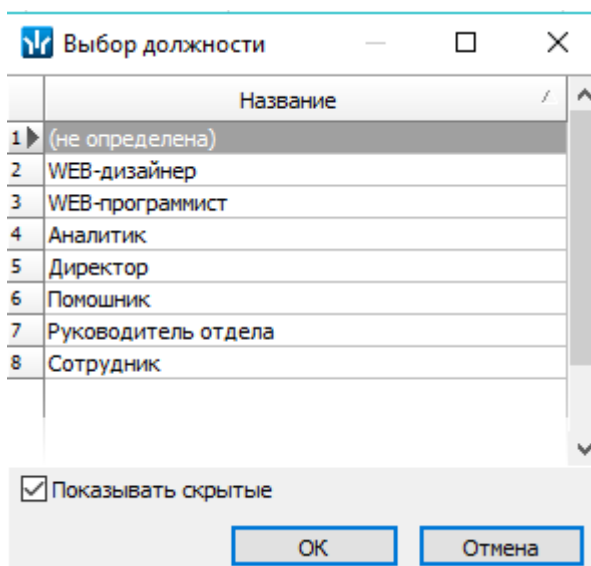 Выбор должности
Название
1 (не определена)
2 WEB-дизайнер
3 WEB-программист
4 Аналитик
5 Директор
6 Помошник
7 Руководитель отдела
8 Сотрудник
Показывать скрытые
ОК Отмена